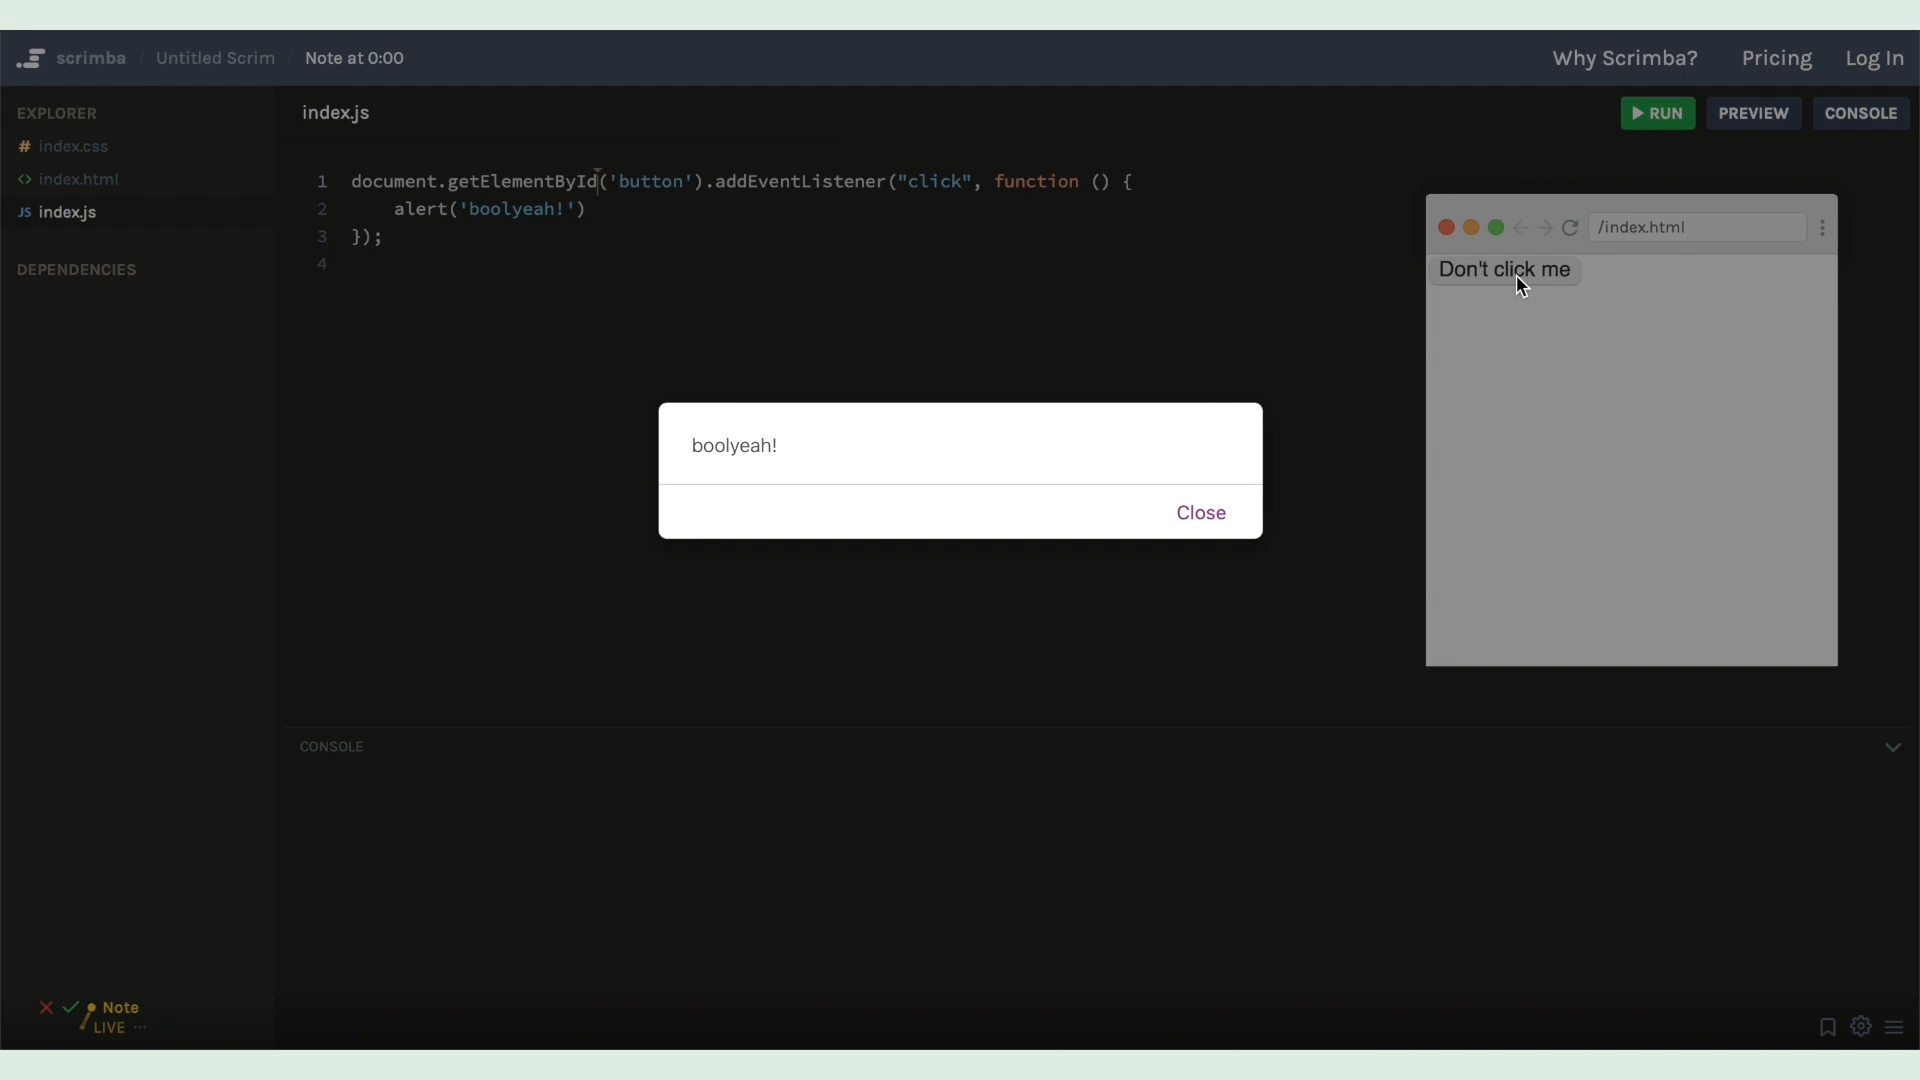 scrimba / Untitled Scrim / Note at 0:00
Why Scrimba? Pricing Log In
EXPLORER
# index.css
<> index.html
JS index.js
DEPENDENCIES
index.js
RUN PREVIEW CONSOLE
1 document.getElementById('button').addEventListener("click", function () {
2 alert('boolyeah!')
3 });
4
/index.html
Don't click me
boolyeah!
Close
CONSOLE
Note
LIVE ...